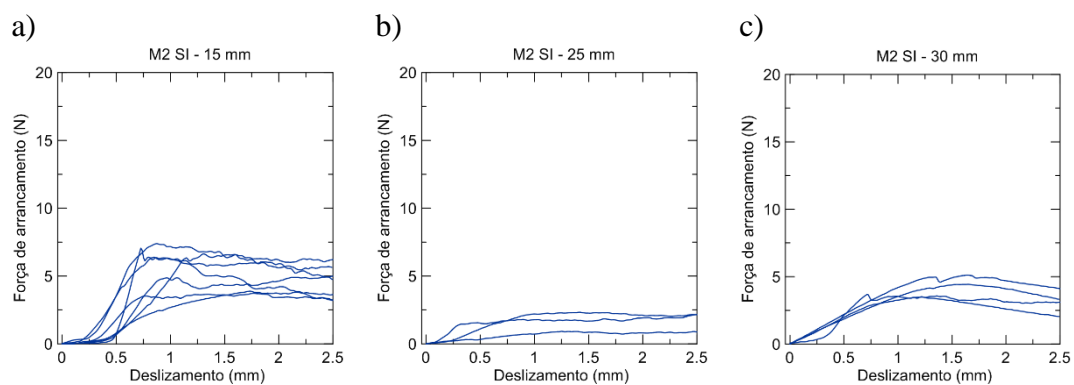 a)
M2 SI - 15 mm
20
15
10
5
0
Força de arrancamento (N)
0 0.5 1 1.5 2 2.5
Deslizamento (mm)
b)
M2 SI - 25 mm
20
15
10
5
0
Força de arrancamento (N)
0 0.5 1 1.5 2 2.5
Deslizamento (mm)
c)
M2 SI - 30 mm
20
15
10
5
0
Força de arrancamento (N)
0 0.5 1 1.5 2 2.5
Deslizamento (mm)